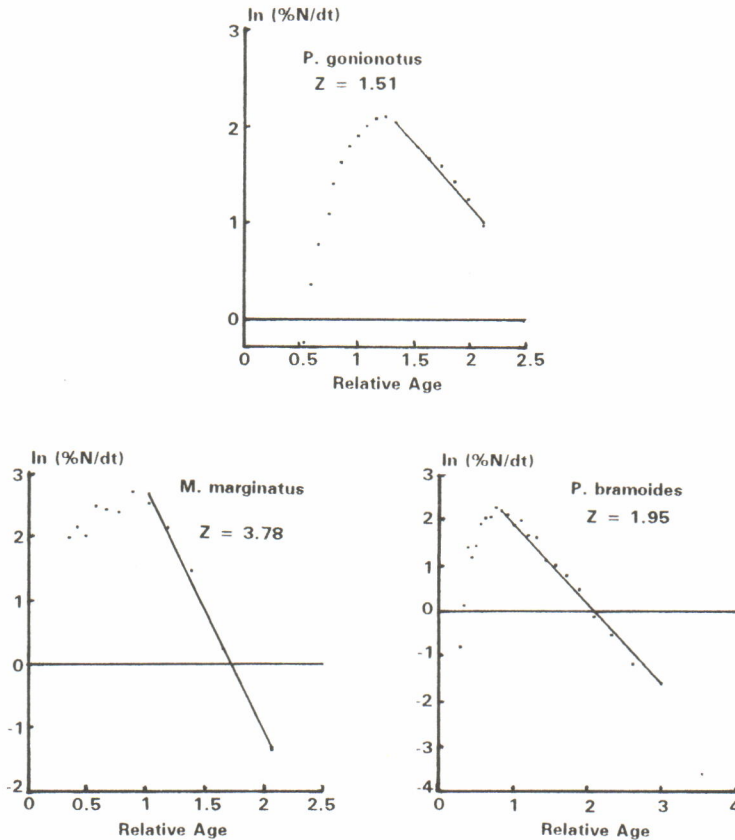 ln (%N/dt)
3
P. gonionotus
Z = 1.51
2
1
0
0 0.5 1 1.5 2 2.5
Relative Age
ln (%N/dt)
3
M. marginatus
2
Z = 3.78
1
0
-1
-2
0 0.5 1 1.5 2 2.5
Relative Age
ln (%N/dt)
3
P. bramoides
2
Z = 1.95
1
0
-1
-2
-3
-4
0 1 2 3 4
Relative Age